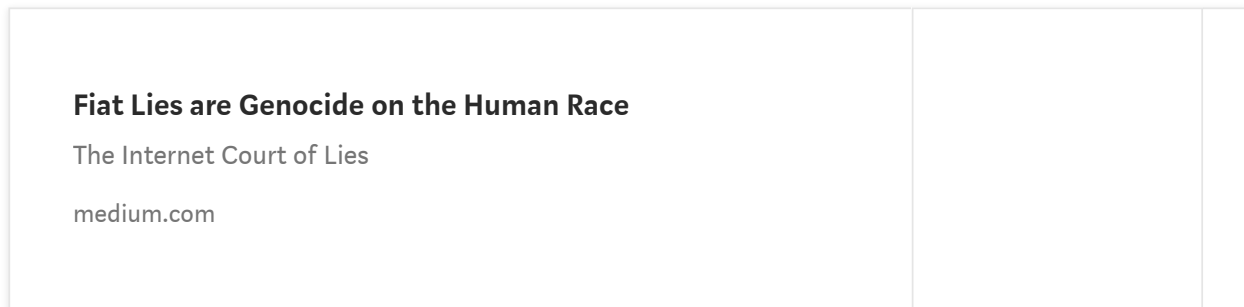 Fiat Lies are Genocide on the Human Race
The Internet Court of Lies
medium.com